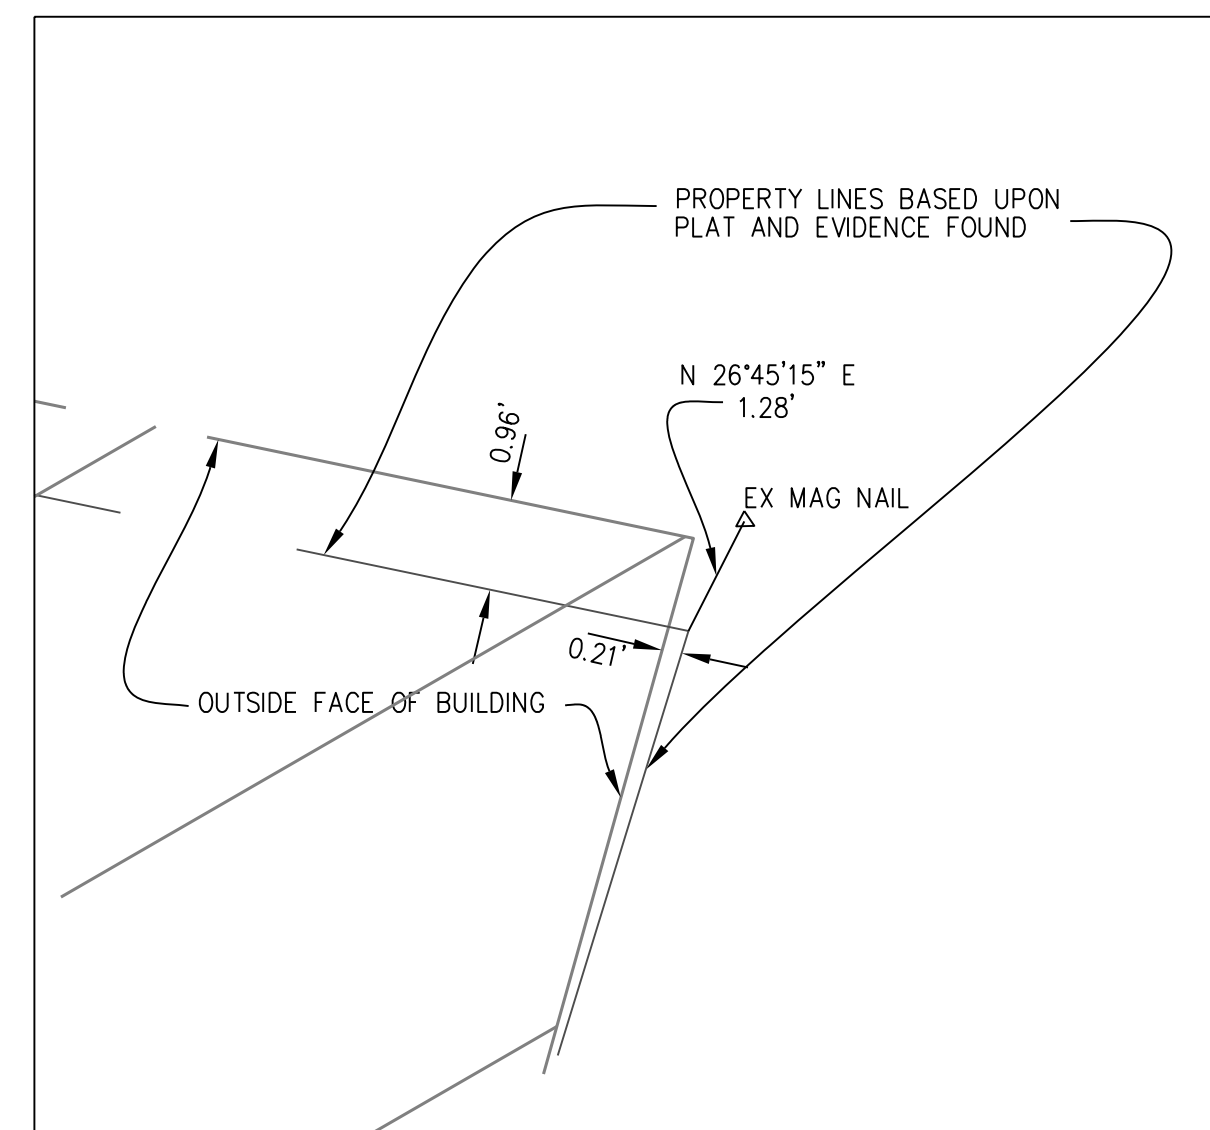 PROPERTY LINES BASED UPON
PLAT AND EVIDENCE FOUND
N 26°45'15" E
1.28'
0.96'
EX MAG NAIL
0.21'
OUTSIDE FACE OF BUILDING